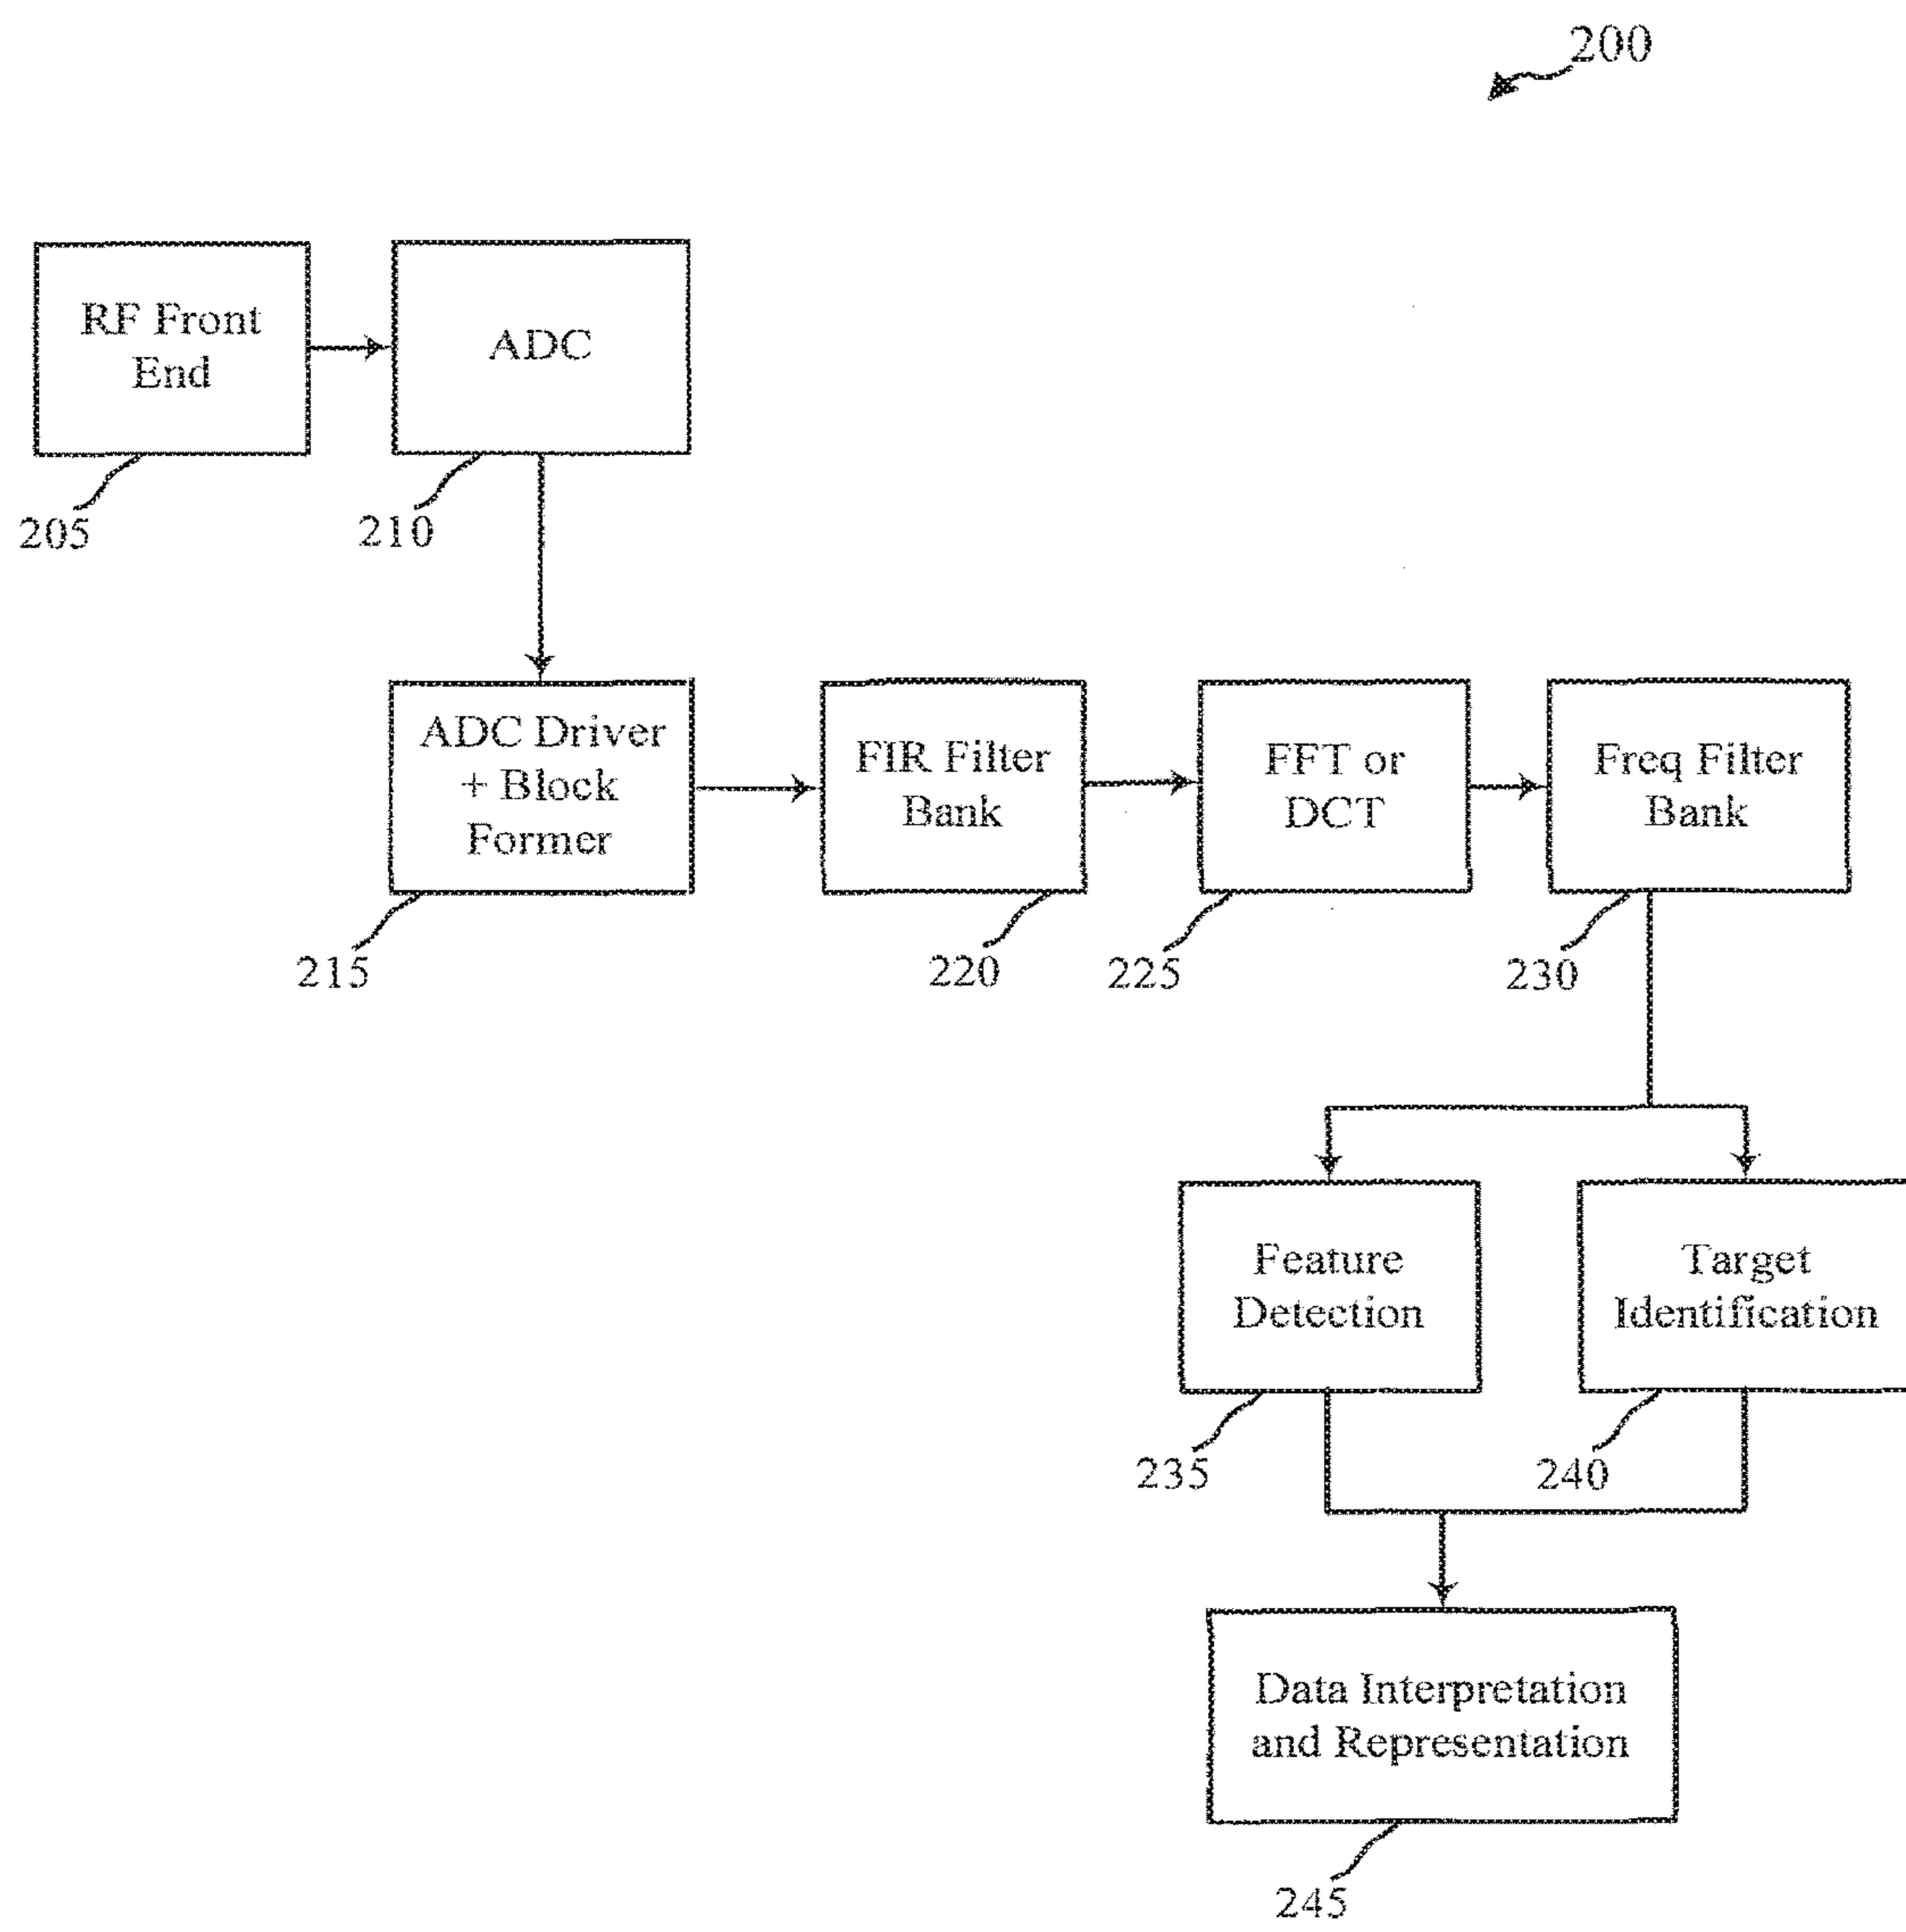 200
RF Front
End
ADC
205
210
ADC Driver
+ Block
Former
FIR Filter
Bank
FFT or
DCT
Freq Filter
Bank
215
220
225
230
Feature
Detection
Target
Identification
235
240
Data Interpretation
and Representation
245